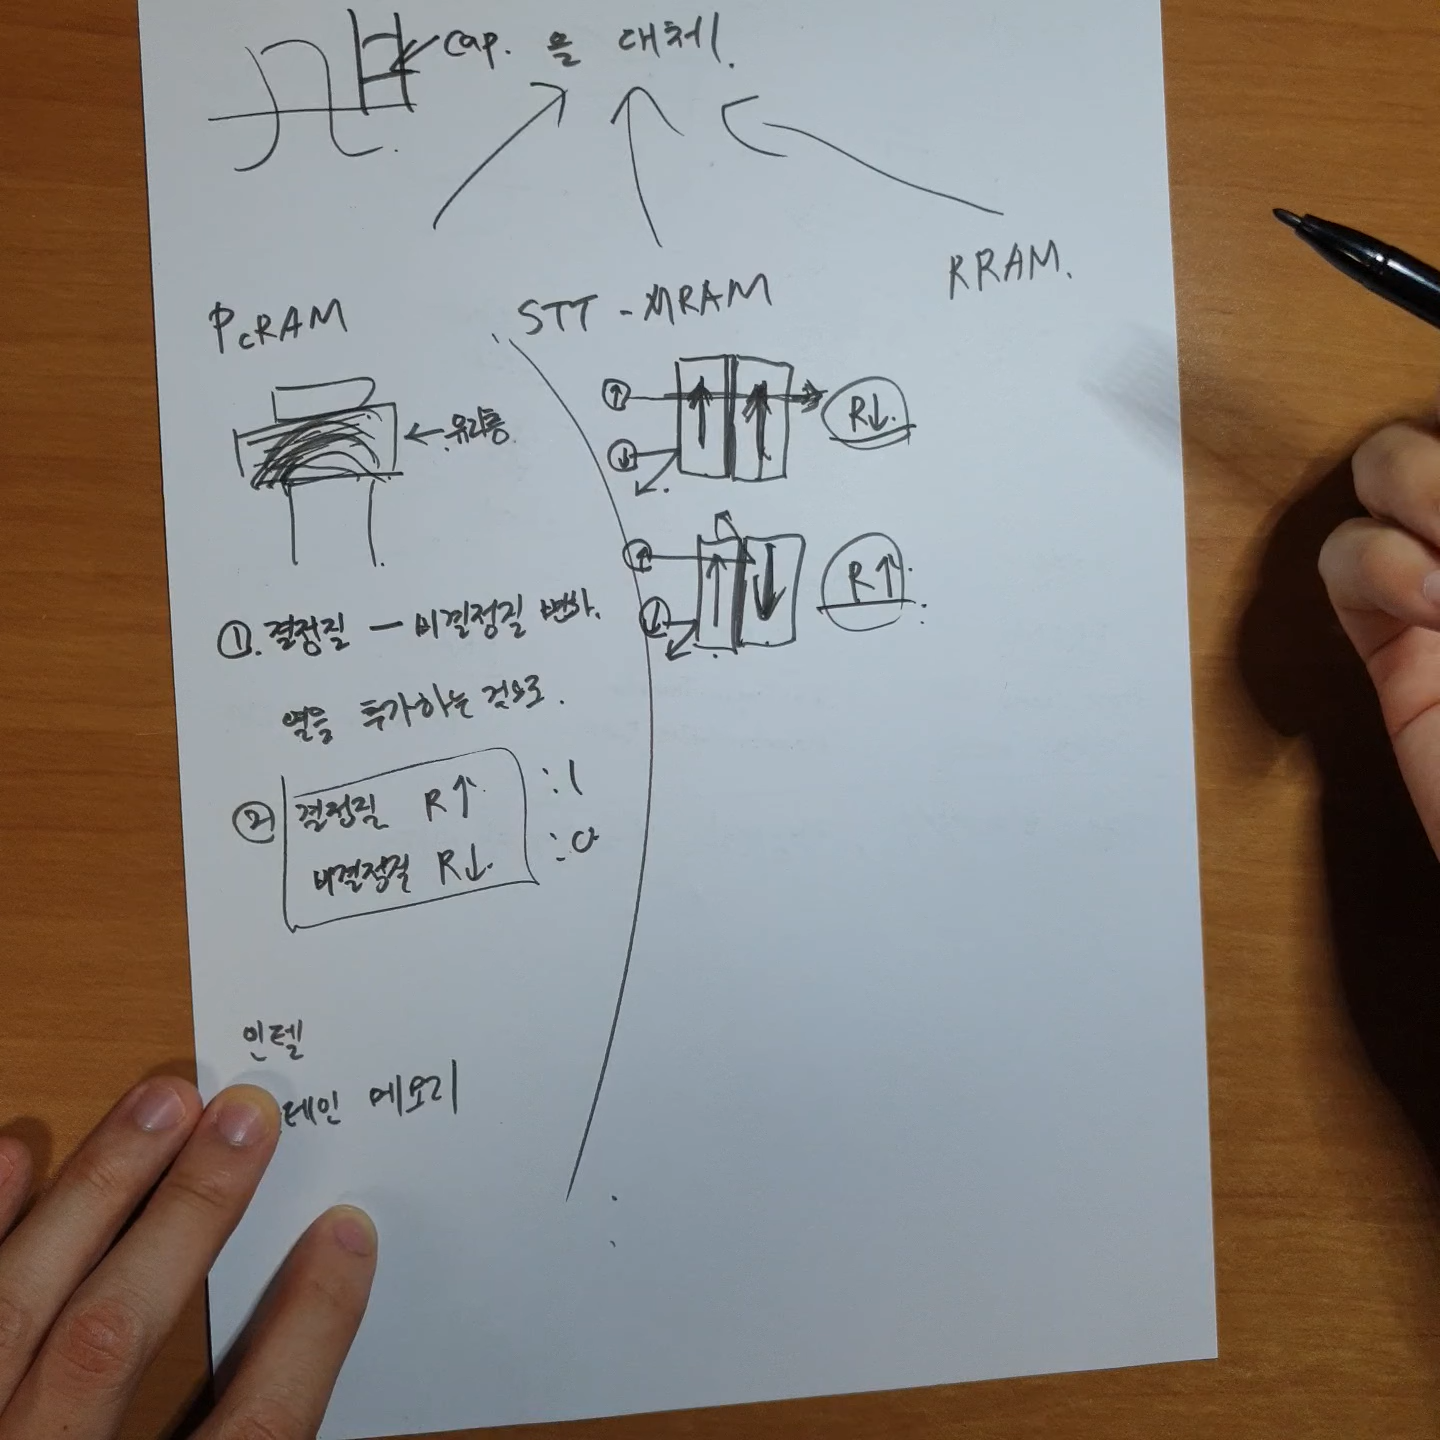 cap. 을 대체.
PcRAM
STT - MRAM
RRAM.
← 유리층.
↑
↓
R↓.
↑
↓
R↑.
①. 결정질 — 비결정질 변화.
열을 추가하는 것으로.
② 결정질 R↑ : 1
비결정질 R↓. : 0
인텔
테인 메모리